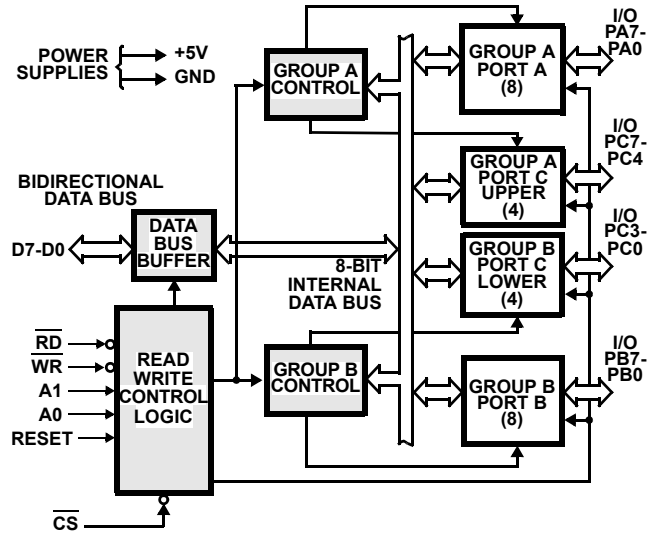 POWER
SUPPLIES
+5V
GND
GROUP A
CONTROL
GROUP A
PORT A
(8)
I/O
PA7-
PA0
GROUP A
PORT C
UPPER
(4)
I/O
PC7-
PC4
BIDIRECTIONAL
DATA BUS
D7-D0
DATA
BUS
BUFFER
8-BIT
INTERNAL
DATA BUS
GROUP B
PORT C
LOWER
(4)
I/O
PC3-
PC0
RD
WR
A1
A0
RESET
READ
WRITE
CONTROL
LOGIC
GROUP B
CONTROL
GROUP B
PORT B
(8)
I/O
PB7-
PB0
CS